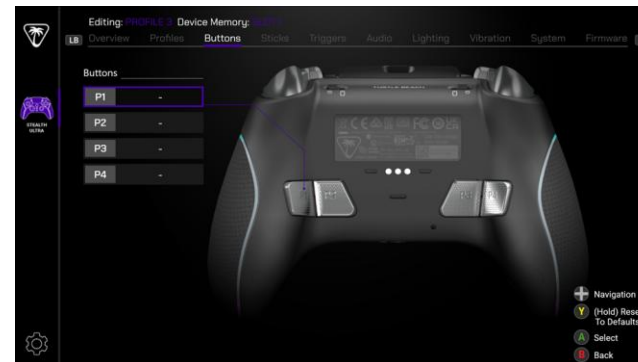 Editing: PROFILE 3 Device Memory:
LB Overview Profiles Buttons Sticks Triggers Audio Lighting Vibration System Firmware
Buttons
P1 -
P2 -
P3 -
P4 -
STEALTH
ULTRA
Navigation
Y (Hold) Rese
To Defaults
A Select
B Back